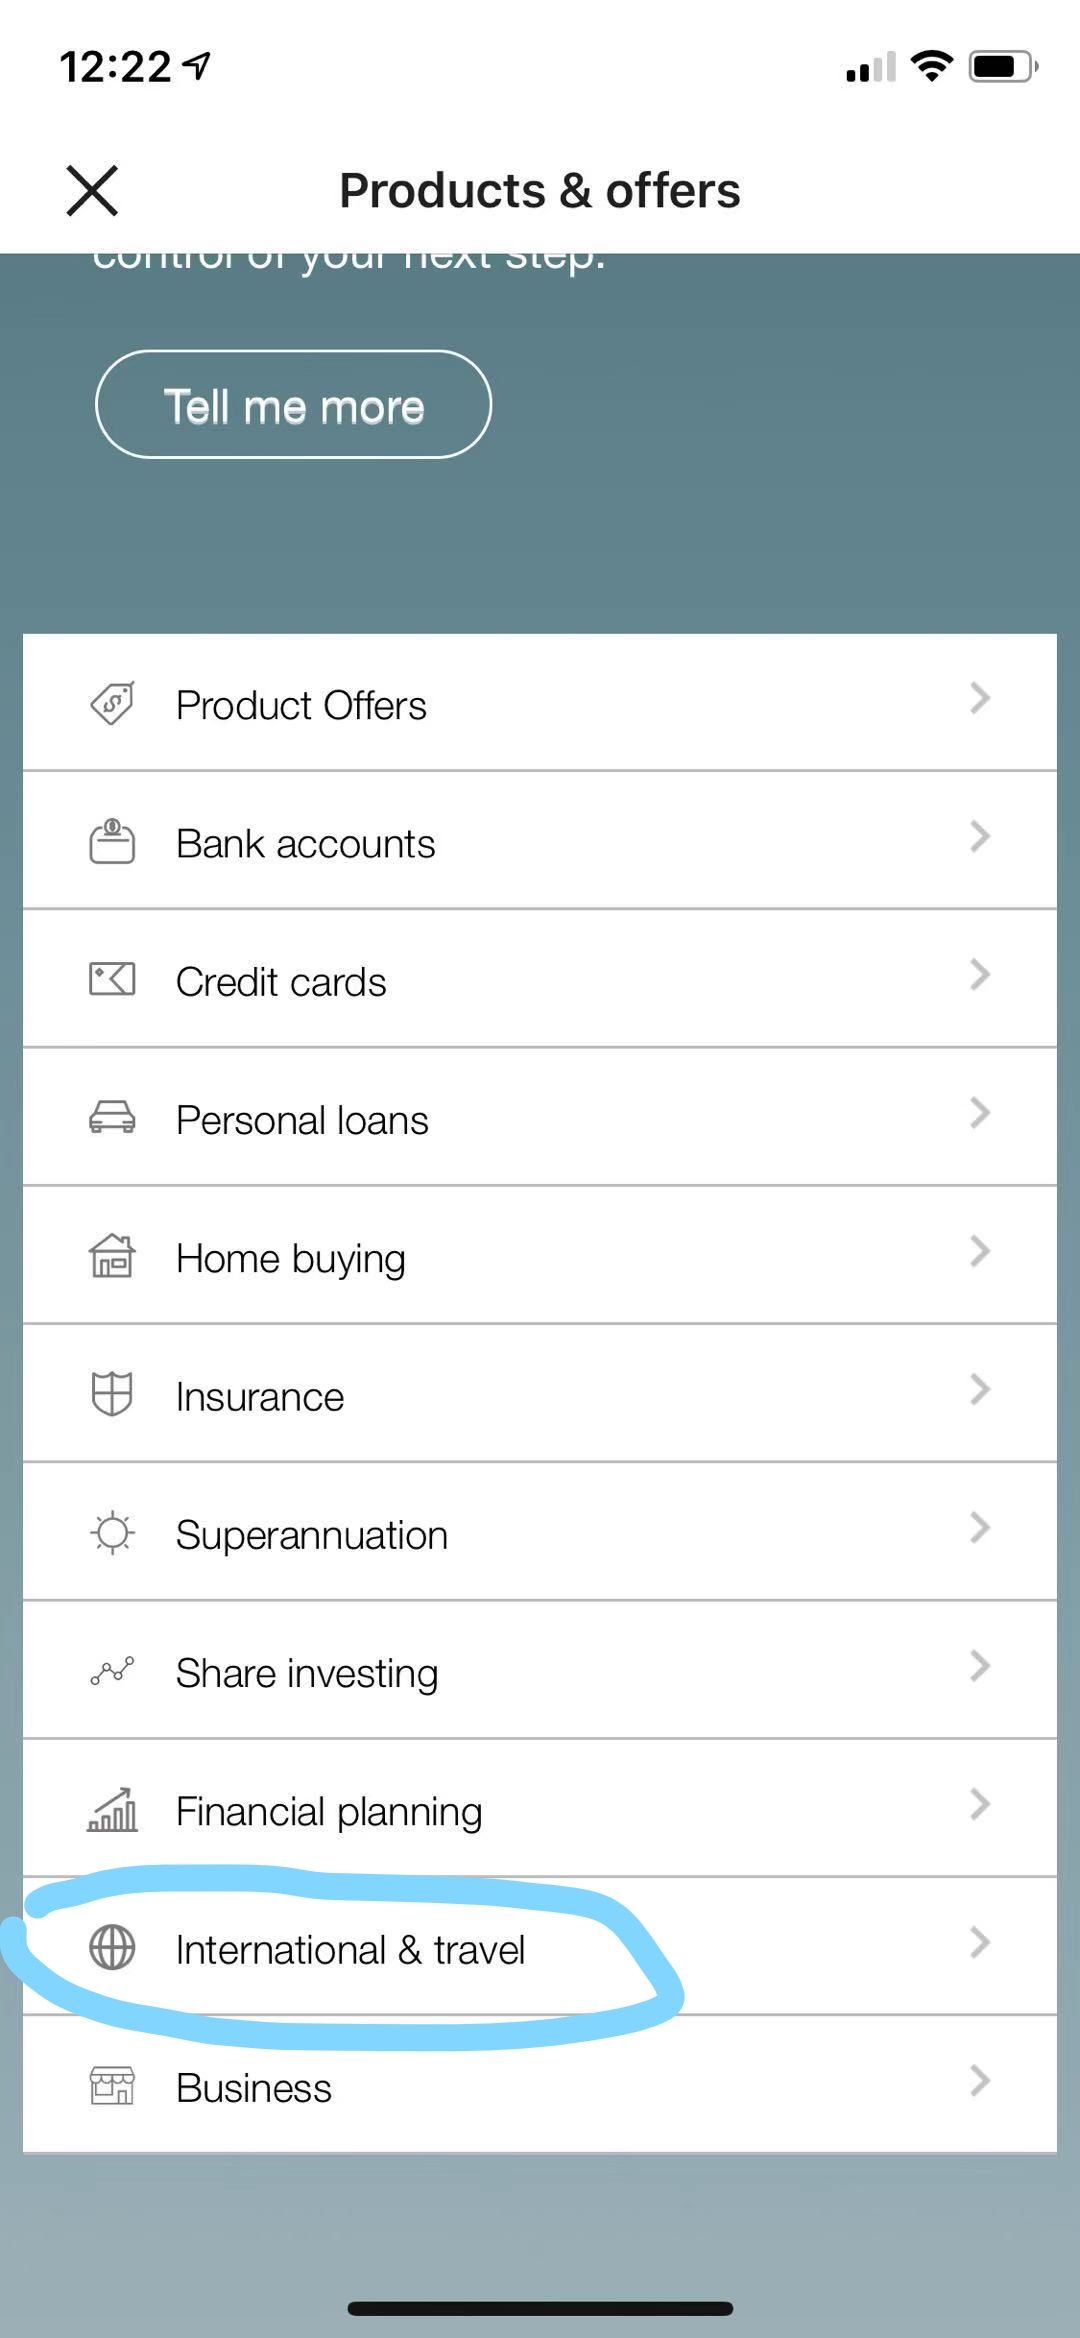 12:22
Products & offers
control of your next step.
Tell me more
Product Offers
Bank accounts
Credit cards
Personal loans
Home buying
Insurance
Superannuation
Share investing
Financial planning
International & travel
Business